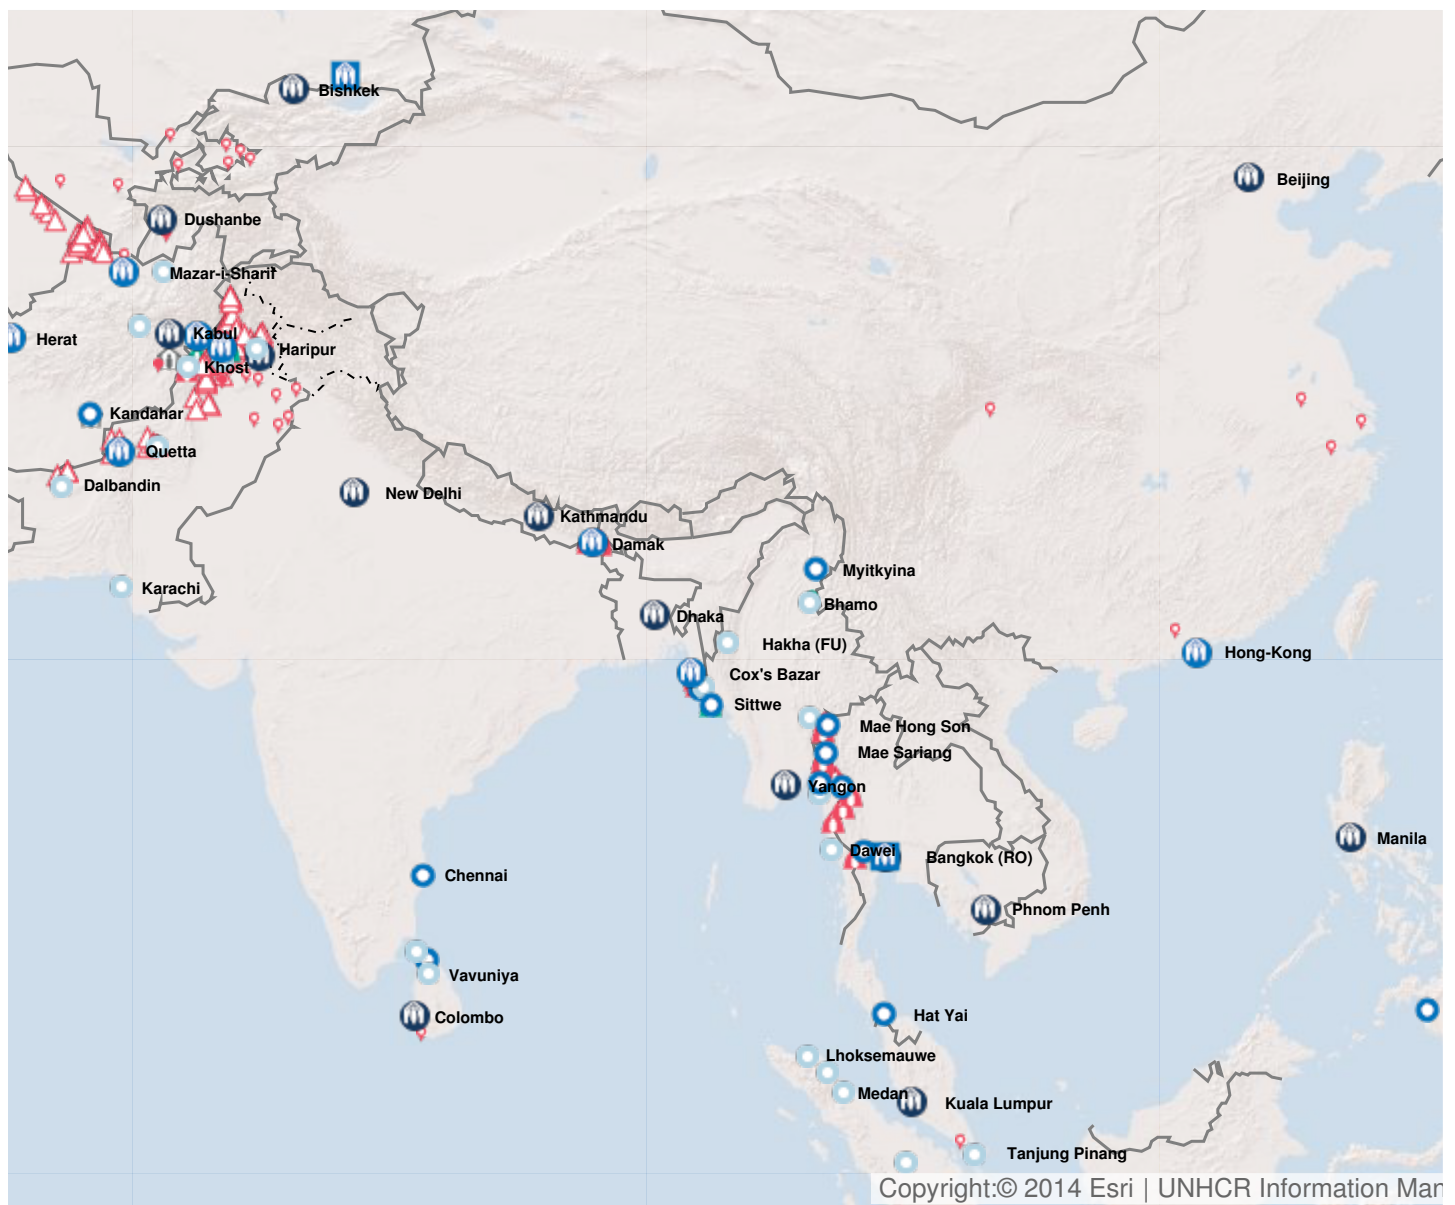 Bishkek
Beijing
Dushanbe
Mazar-i-Sharif
Herat
Kabul
Haripur
Khost
Kandahar
Quetta
Dalbandin
New Delhi
Kathmandu
Damak
Myitkyina
Karachi
Bhamo
Dhaka
Hakha (FU)
Hong-Kong
Cox's Bazar
Sittwe
Mae Hong Son
Mae Sariang
Yangon
Manila
Dawei
Bangkok (RO)
Chennai
Phnom Penh
Vavuniya
Colombo
Hat Yai
Lhoksemauwe
Medan
Kuala Lumpur
Tanjung Pinang
Copyright:© 2014 Esri | UNHCR Information Man